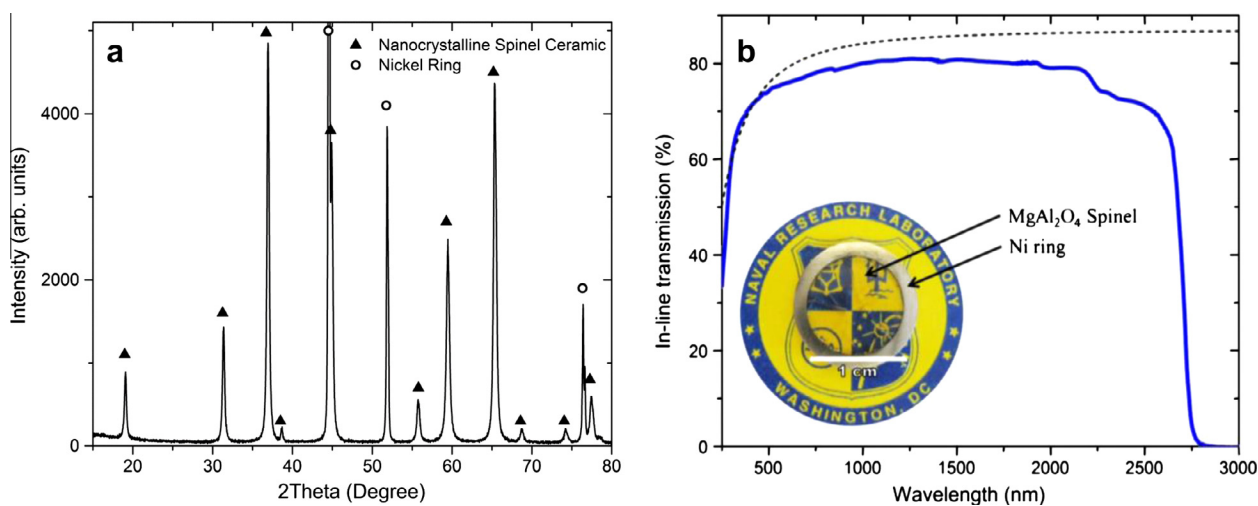 a
▲ Nanocrystalline Spinel Ceramic
○ Nickel Ring
Intensity (arb. units)
4000
2000
0
20 30 40 50 60 70 80
2Theta (Degree)
b
In-line transmission (%)
80
60
40
20
0
500 1000 1500 2000 2500 3000
Wavelength (nm)
MgAl₂O₄ Spinel
Ni ring
NAVAL RESEARCH LABORATORY
1 cm
WASHINGTON, DC